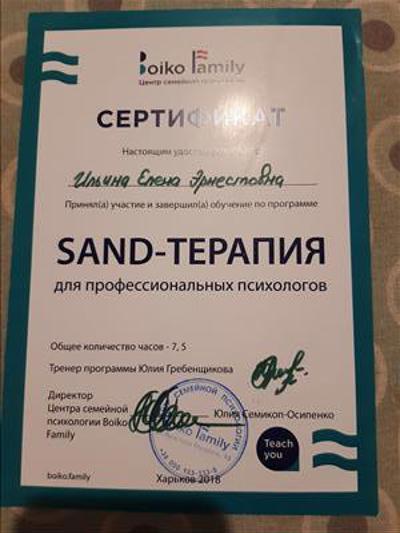 Boiko Family
Центр семейной
СЕРТИФИКАТ
Настоящим
Ильина Елена Эрнестовна
Принял(а) участие и завершил(а) обучение по программе
SAND-ТЕРАПИЯ
для профессиональных психологов
Общее количество часов - 7, 5
Тренер программы Юлия Гребенщикова
Директор
Центра семейной
психологии Boiko
Family
Юлия Семикоп-Осипенко
СЕМЕЙНОЙ ПСИХОЛОГИИ
Family
Teach
you
boiko.family
Харьков 2018